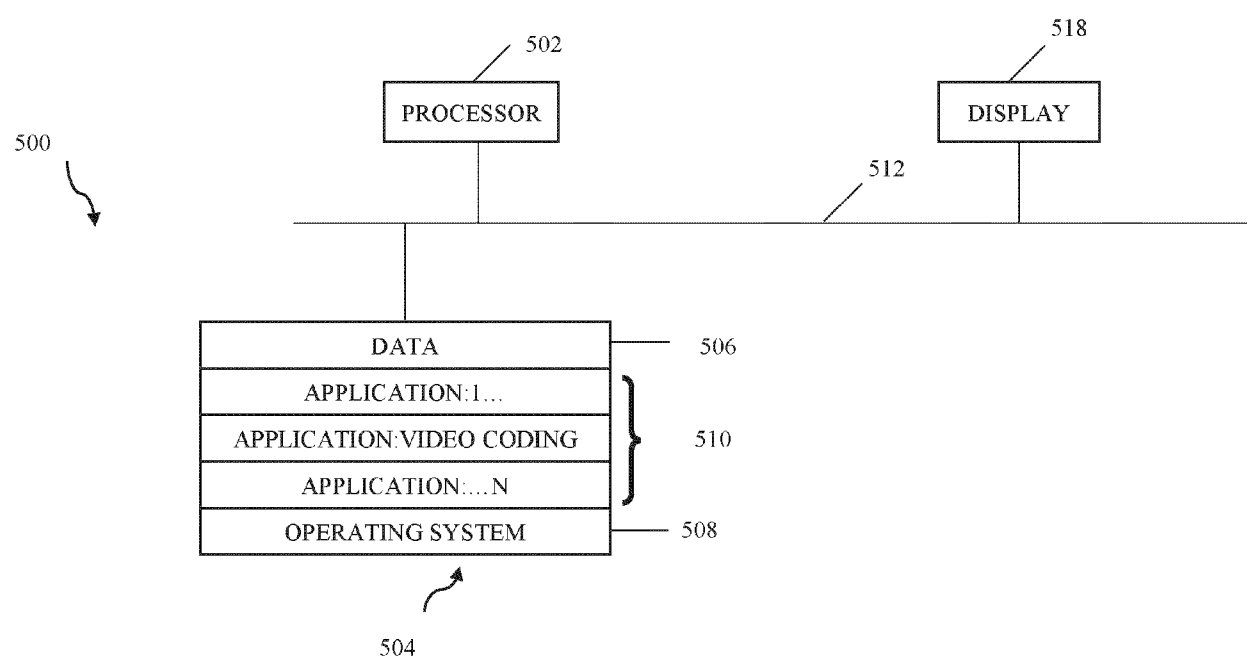 502
518
PROCESSOR
DISPLAY
500
512
DATA
506
APPLICATION:1...
APPLICATION:VIDEO CODING
510
APPLICATION:...N
OPERATING SYSTEM
508
504